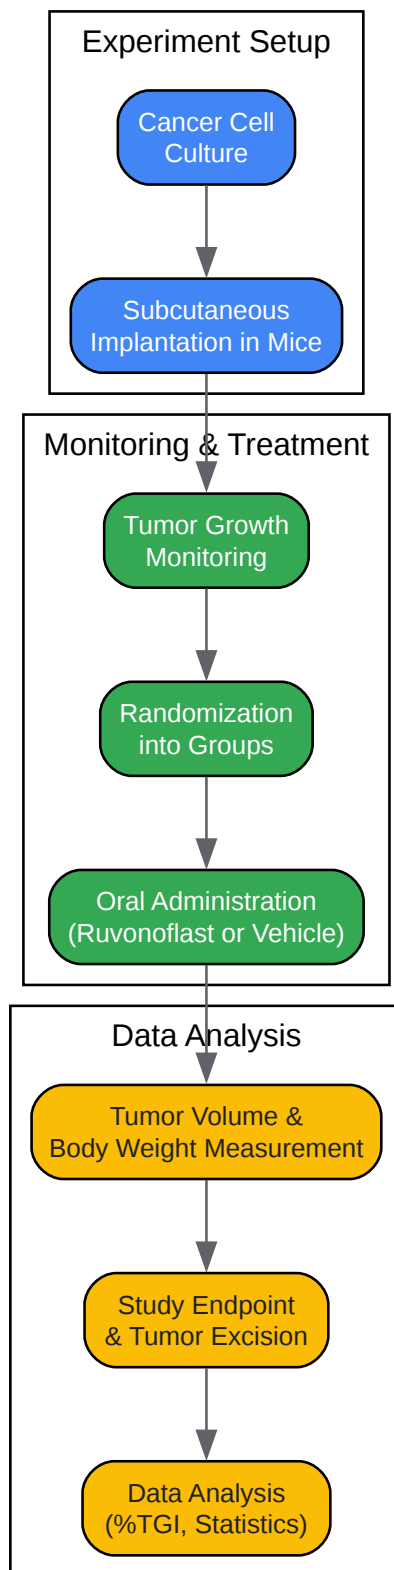 Experiment Setup
Cancer Cell
Culture
Subcutaneous
Implantation in Mice
Monitoring & Treatment
Tumor Growth
Monitoring
Randomization
into Groups
Oral Administration
(Ruvonoflast or Vehicle)
Data Analysis
Tumor Volume &
Body Weight Measurement
Study Endpoint
& Tumor Excision
Data Analysis
(%TGI, Statistics)